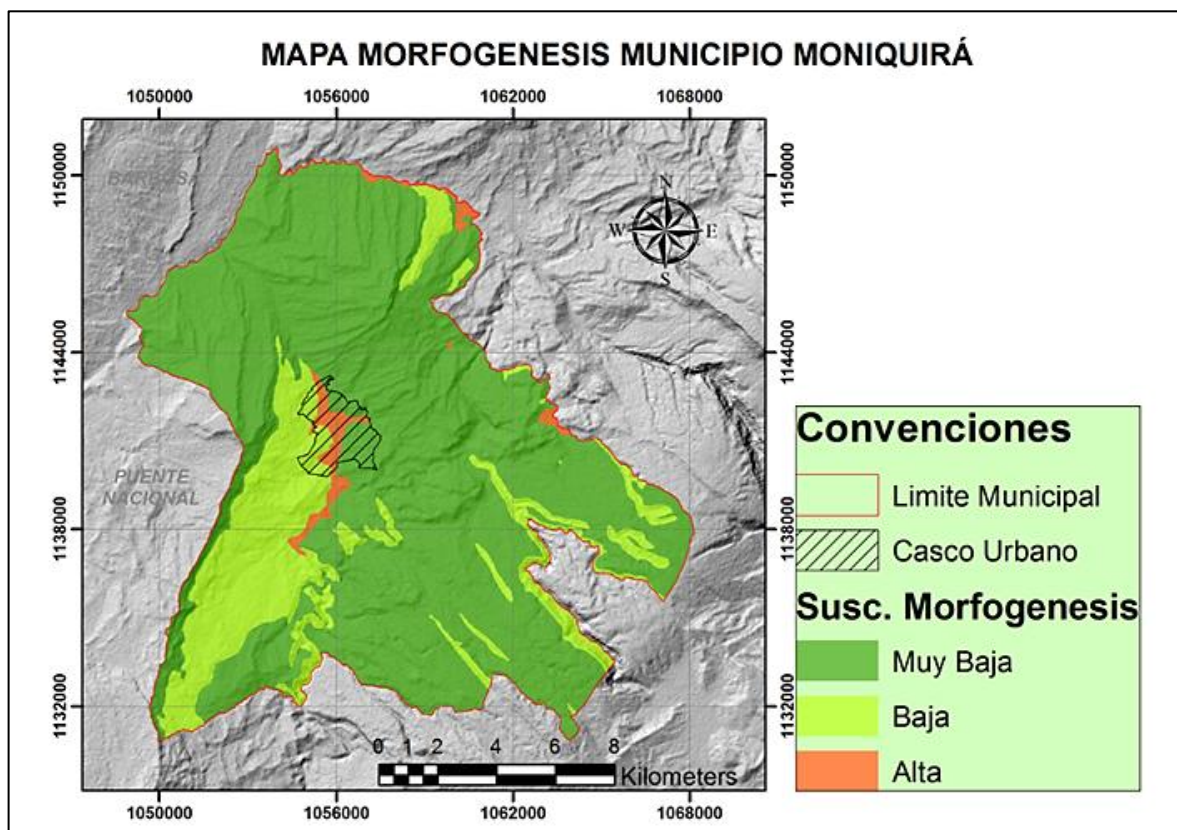 MAPA MORFOGENESIS MUNICIPIO MONIQUIRÁ
1050000 1056000 1062000 1068000
1150000 1150000
BARBOS
N
W E
S
1144000 1144000
PUENTE
NACIONAL
1138000 1138000
1132000 1132000
0 1 2 4 6 8
Kilometers
1050000 1056000 1062000 1068000
Convenciones
Limite Municipal
Casco Urbano
Susc. Morfogenesis
Muy Baja
Baja
Alta